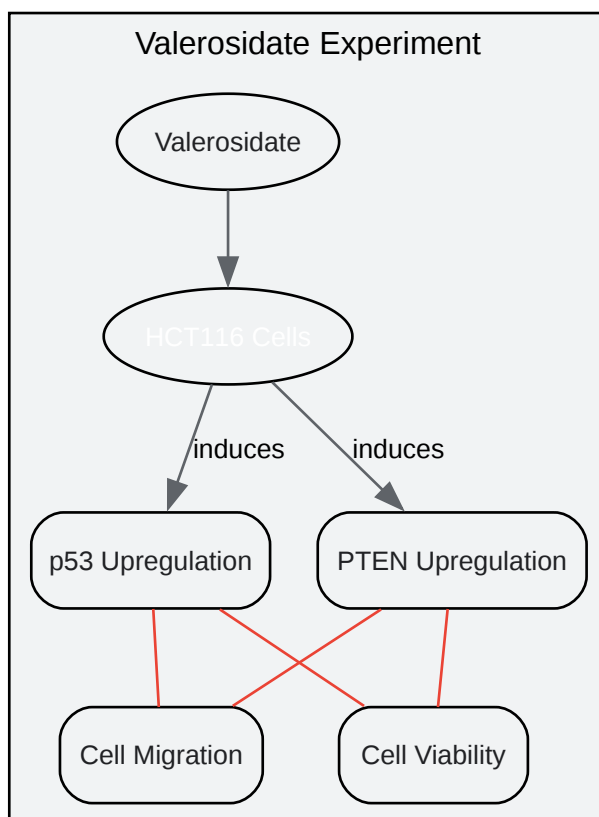 Valerosidate Experiment
Valerosidate
HCT116 Cells
induces
induces
p53 Upregulation
PTEN Upregulation
Cell Migration
Cell Viability